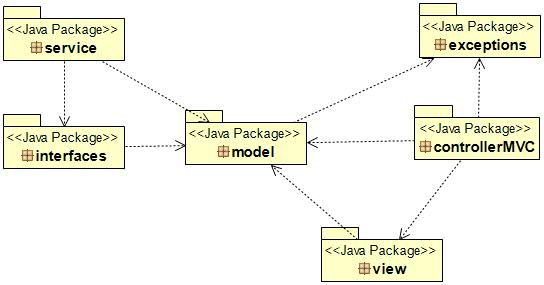 <<Java Package>>
service
<<Java Package>>
exceptions
<<Java Package>>
interfaces
<<Java Package>>
model
<<Java Package>>
controllerMVC
<<Java Package>>
view